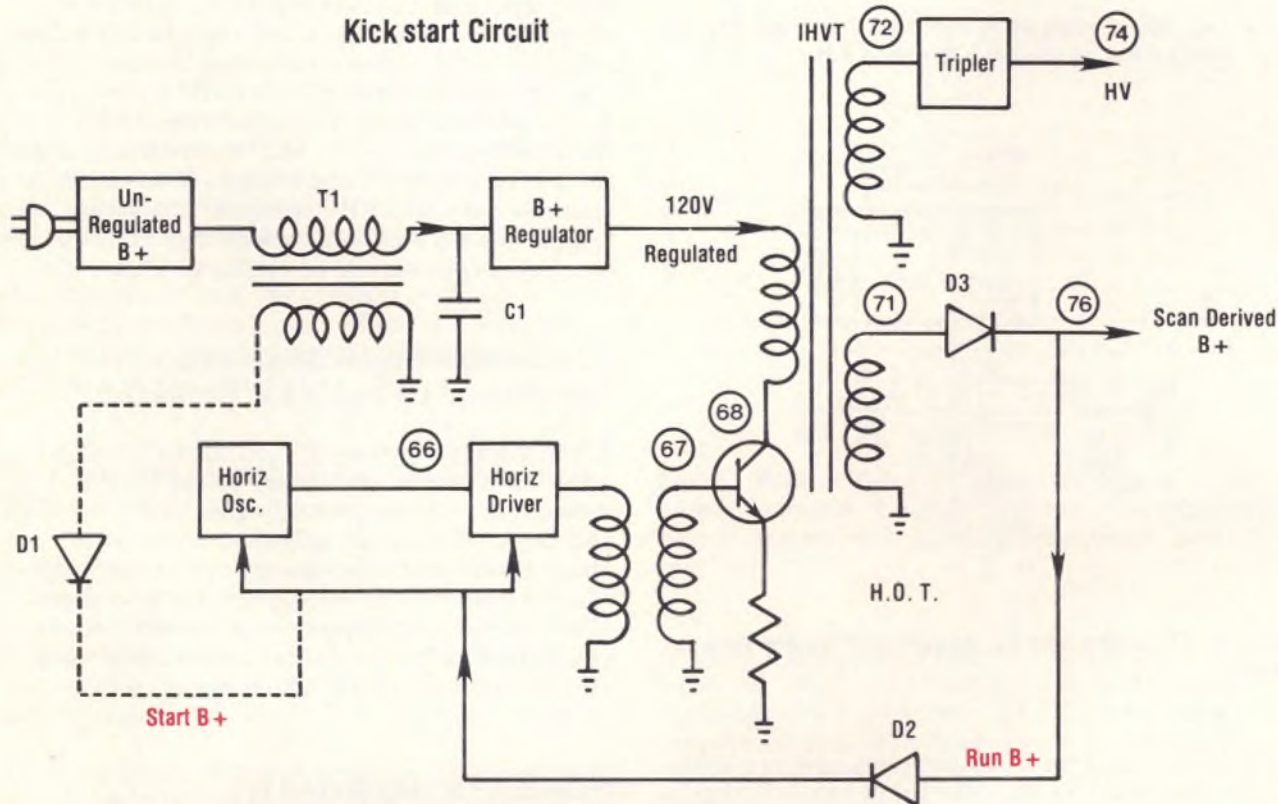 Kick start Circuit
IHVT
72
74
Tripler
HV
Un-
Regulated
B+
T1
B+
Regulator
120V
Regulated
C1
71
D3
76
Scan Derived
B+
68
66
67
Horiz
Osc.
Horiz
Driver
D1
H.O.T.
Start B+
D2
Run B+